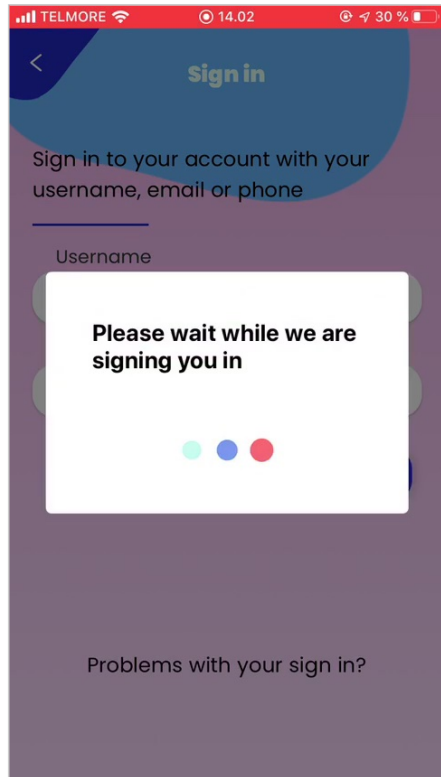 TELMORE 14.02 30 %
Sign in
Sign in to your account with your
username, email or phone
Username
Please wait while we are
signing you in
Problems with your sign in?